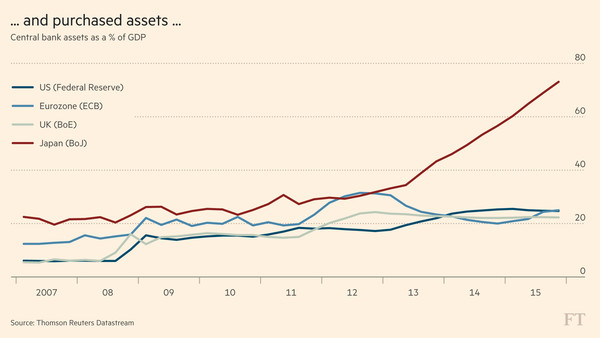 ... and purchased assets ...
Central bank assets as a % of GDP
80
US (Federal Reserve)
Eurozone (ECB)
UK (BoE)
60
Japan (BoJ)
40
20
0
2007 08 09 10 11 12 13 14 15
Source: Thomson Reuters Datastream
FT